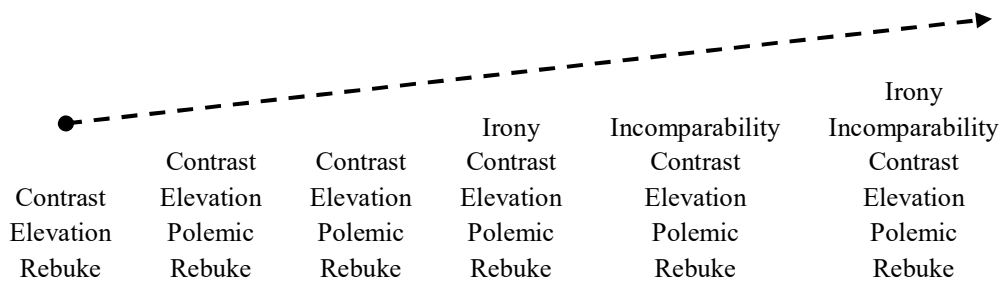 Irony
Irony Incomparability Incomparability
Contrast Contrast Contrast Contrast Contrast
Contrast Elevation Elevation Elevation Elevation Elevation
Elevation Polemic Polemic Polemic Polemic Polemic
Rebuke Rebuke Rebuke Rebuke Rebuke Rebuke